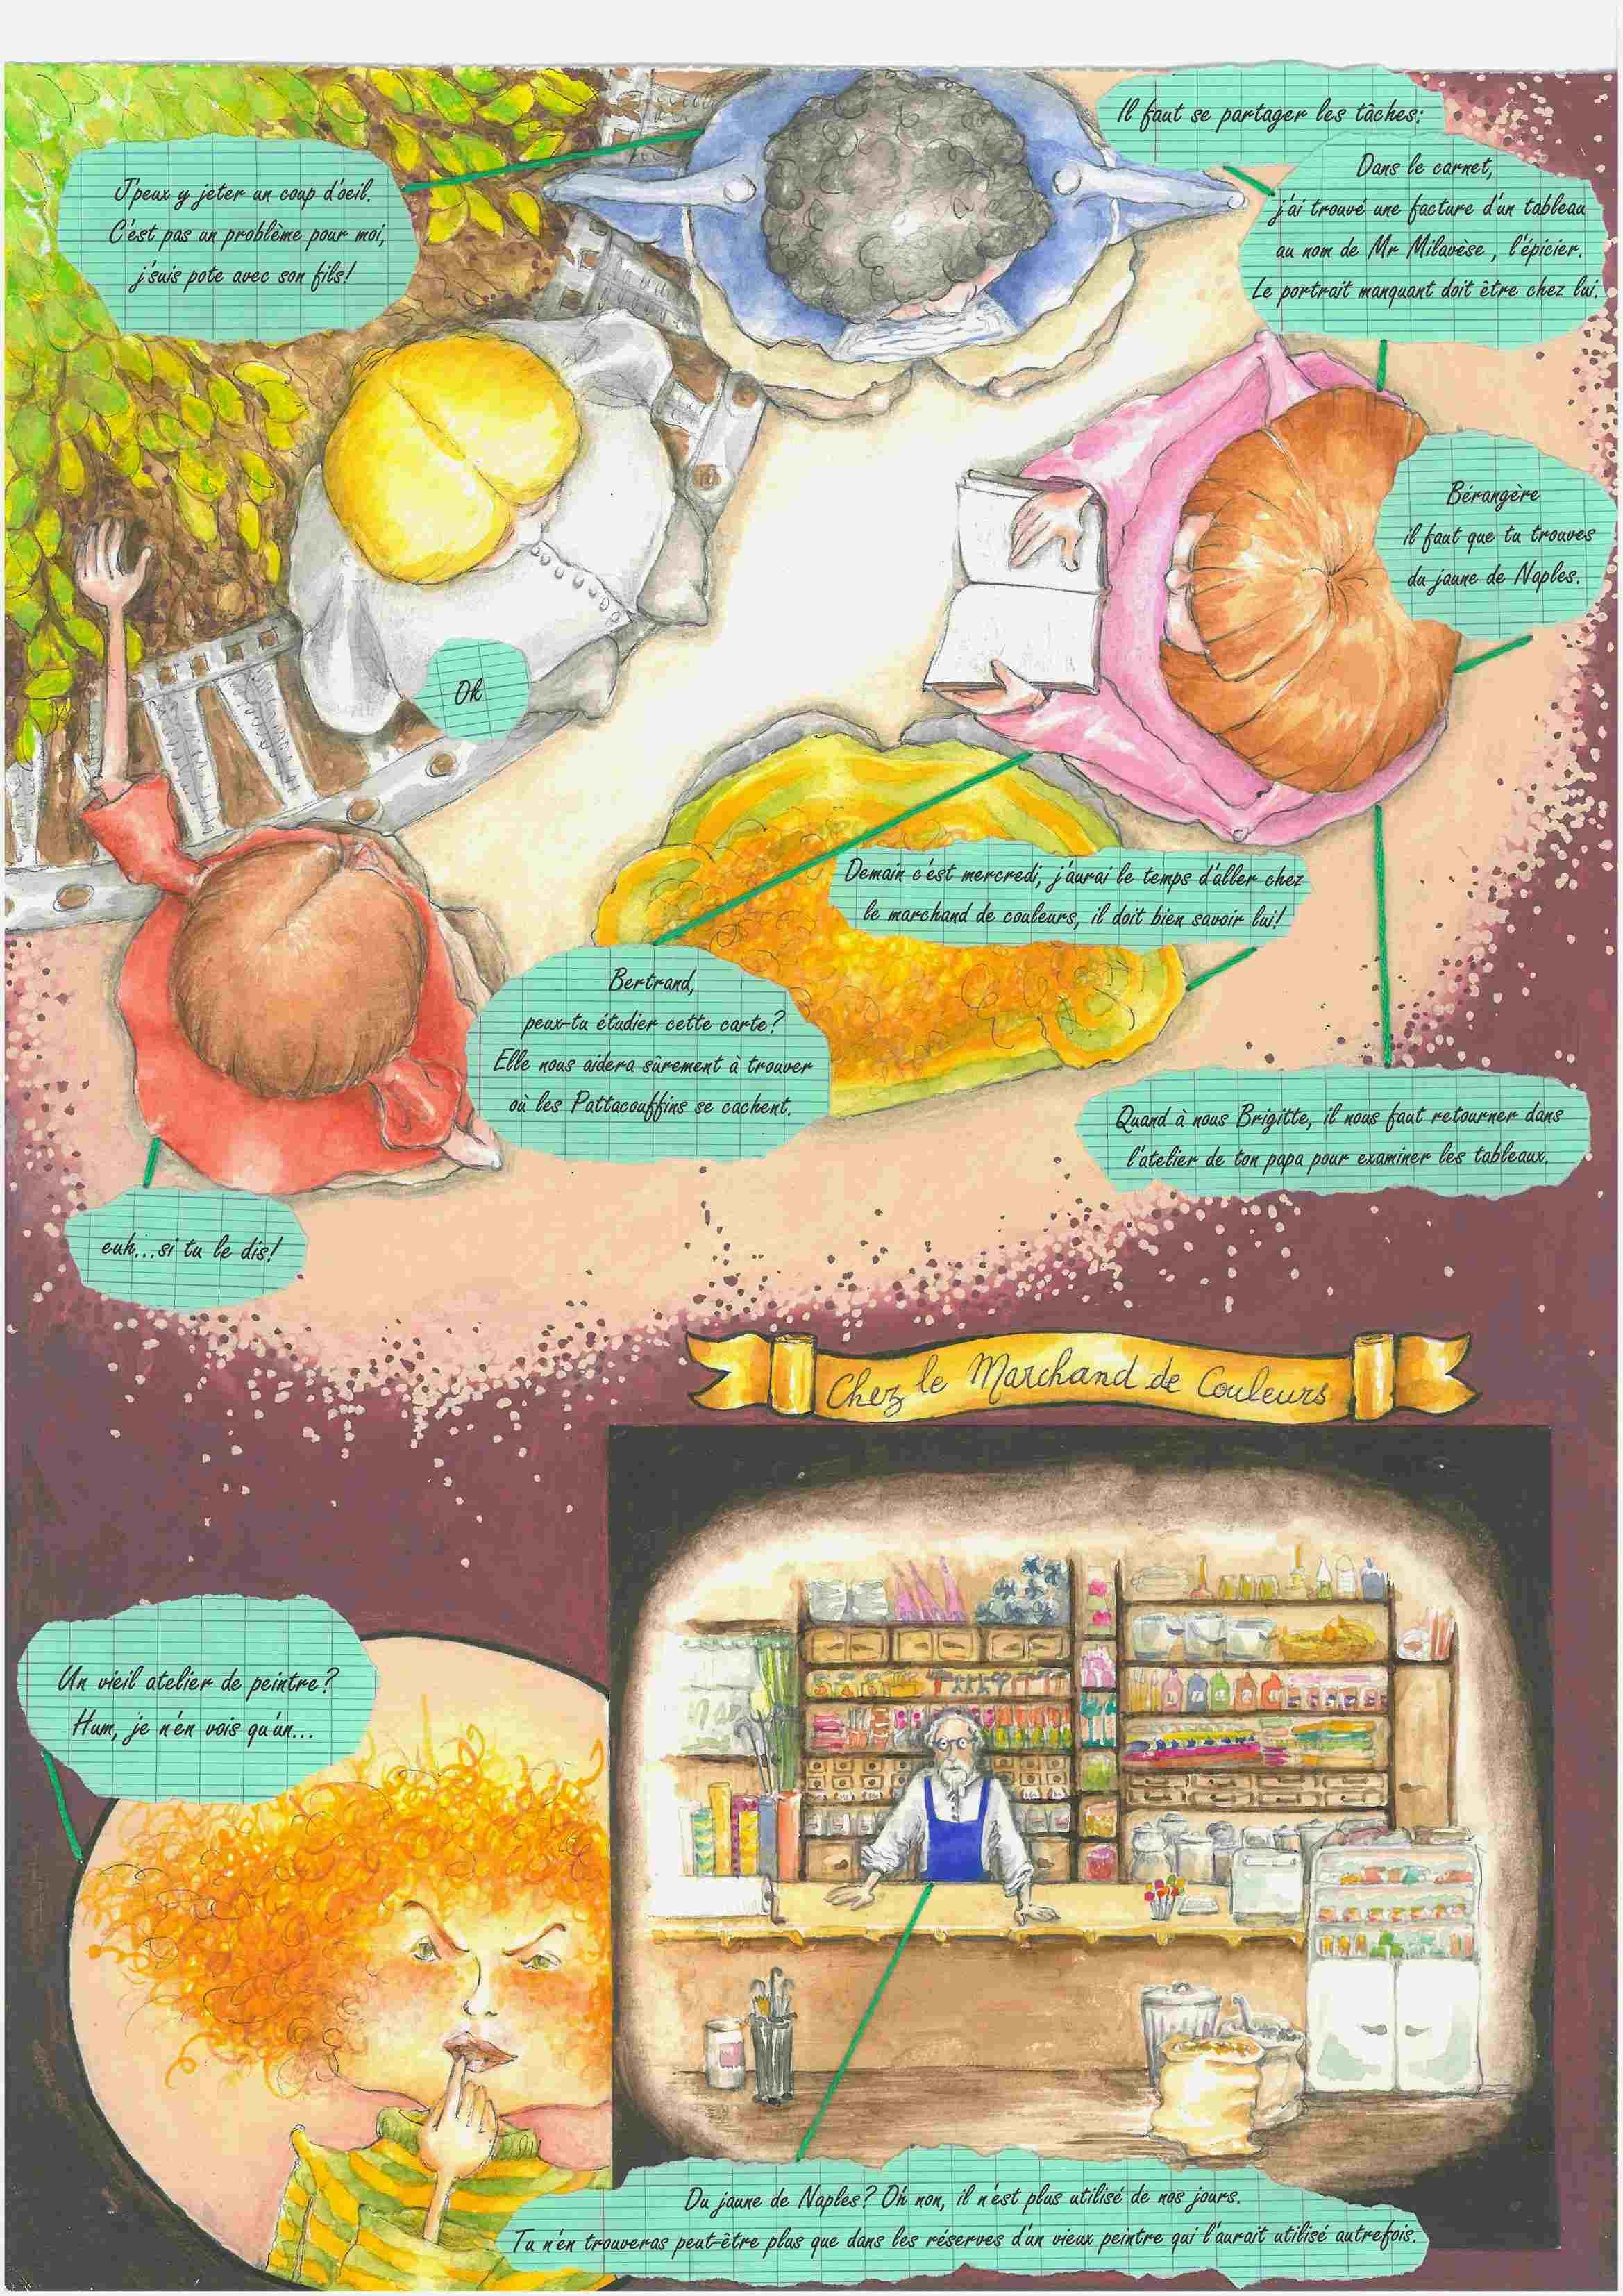 Il faut se partager les tâches:
Dans le carnet,
j'ai trouvé une facture d'un tableau
au nom de Mr Milavèse, l'épicier.
Le portrait manquant doit être chez lui.
J'peux y jeter un coup d'oeil.
C'est pas un problème pour moi,
j'suis pote avec son fils!
Bérangère
il faut que tu trouves
du jaune de Naples.
Ok
Demain c'est mercredi, j'aurai le temps d'aller chez
le marchand de couleurs, il doit bien savoir lui!
Bertrand,
peux-tu étudier cette carte?
Elle nous aidera sûrement à trouver
où les Pattacouffins se cachent.
Quand à nous Brigitte, il nous faut retourner dans
l'atelier de ton papa pour examiner les tableaux.
euh...si tu le dis!
Chez le Marchand de Couleurs
Un vieil atelier de peintre?
Hum, je n'en vois qu'un...
Du jaune de Naples? Oh non, il n'est plus utilisé de nos jours.
Tu n'en trouveras peut-être plus que dans les réserves d'un vieux peintre qui l'aurait utilisé autrefois.